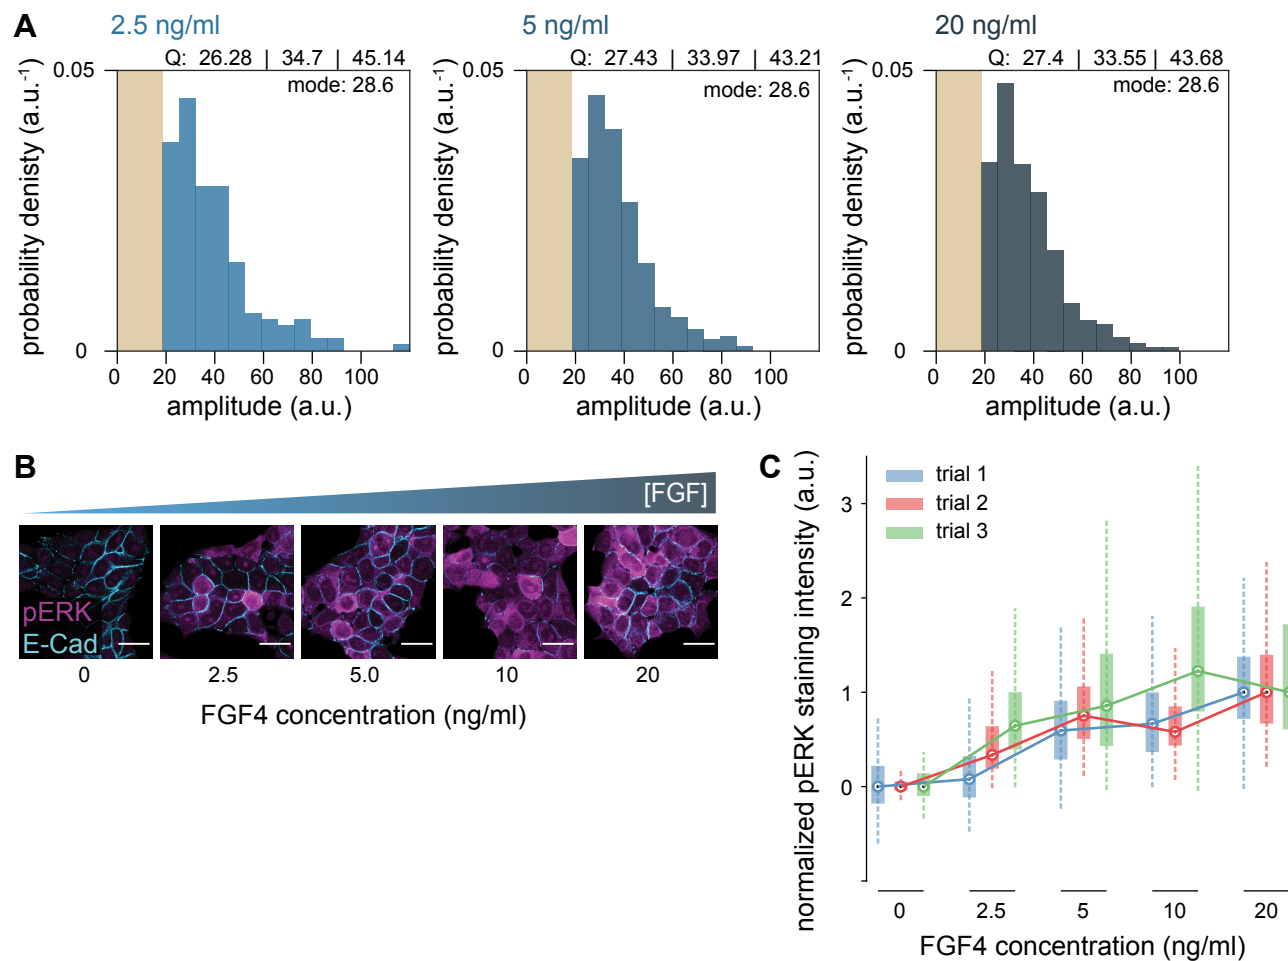 A
2.5 ng/ml
5 ng/ml
20 ng/ml
Q: 26.28 | 34.7 | 45.14
Q: 27.43 | 33.97 | 43.21
Q: 27.4 | 33.55 | 43.68
mode: 28.6
mode: 28.6
mode: 28.6
probability denisty (a.u.⁻¹)
0.05
0
0 20 40 60 80 100
amplitude (a.u.)
probability denisty (a.u.⁻¹)
0.05
0
0 20 40 60 80 100
amplitude (a.u.)
probability denisty (a.u.⁻¹)
0.05
0
0 20 40 60 80 100
amplitude (a.u.)
B
[FGF]
pERK
E-Cad
0 2.5 5.0 10 20
FGF4 concentration (ng/ml)
C
normalized pERK staining intensity (a.u.)
trial 1
trial 2
trial 3
3
2
1
0
0 2.5 5 10 20
FGF4 concentration (ng/ml)